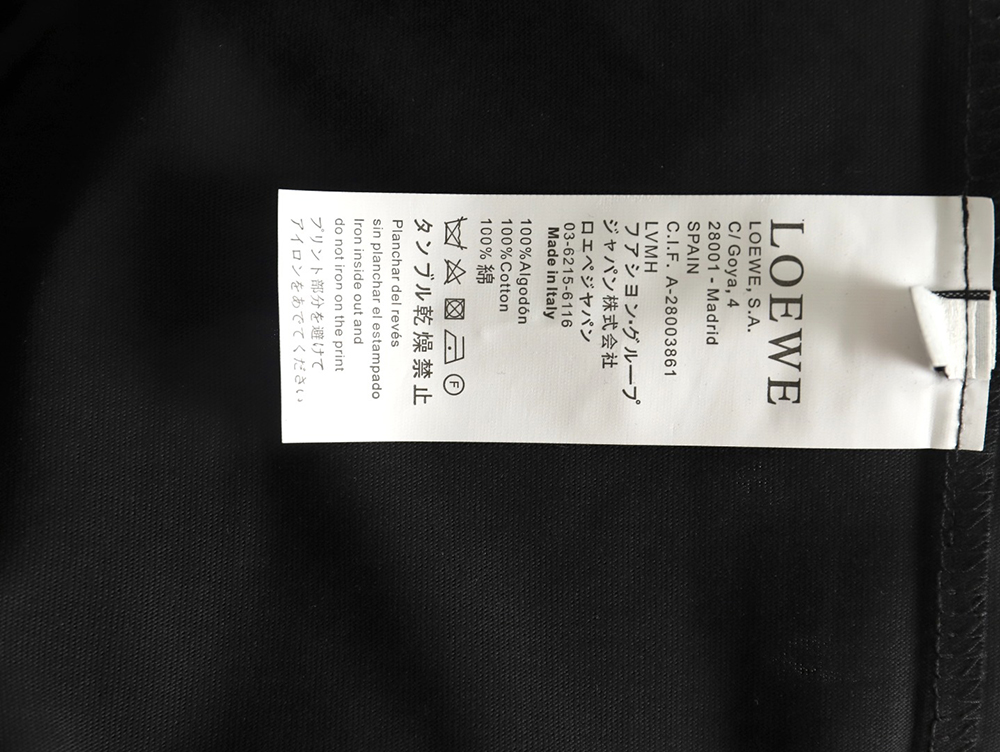 LOEWE
LOEWE, S.A.
C/ Goya, 4
28001 - Madrid
SPAIN
C.I.F. A-28003861
LVMH
ファション・グループ
ジャパン株式会社
ロエベジャパン
03-6215-6116
Made in Italy
100%Algodón
100%Cotton
100%綿
F
タンブル乾燥禁止
Planchar del revés
sin planchar el estampado
Iron inside out and
do not iron on the print
プリント部分を避けて
アイロンをあててください